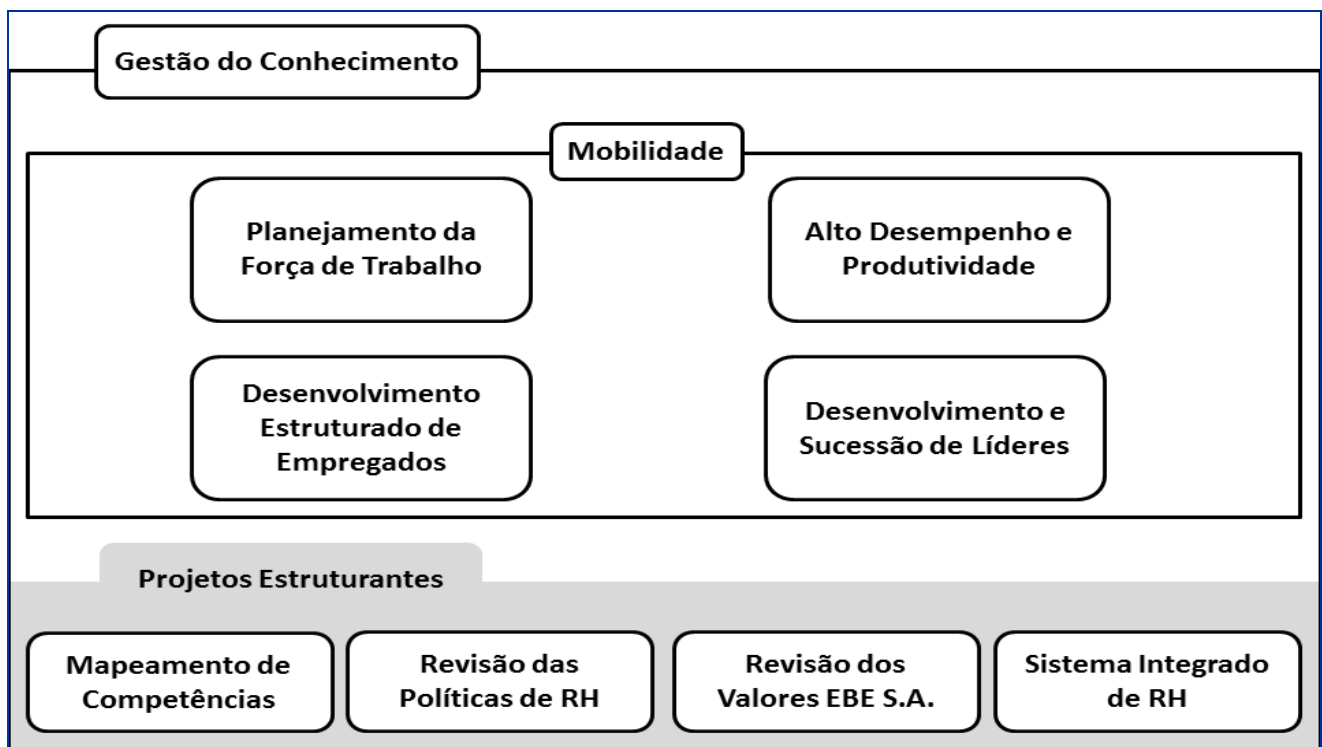 Gestão do Conhecimento
Mobilidade
Planejamento da
Força de Trabalho
Alto Desempenho e
Produtividade
Desenvolvimento
Estruturado de
Empregados
Desenvolvimento e
Sucessão de Líderes
Projetos Estruturantes
Mapeamento de
Competências
Revisão das
Políticas de RH
Revisão dos
Valores EBE S.A.
Sistema Integrado
de RH